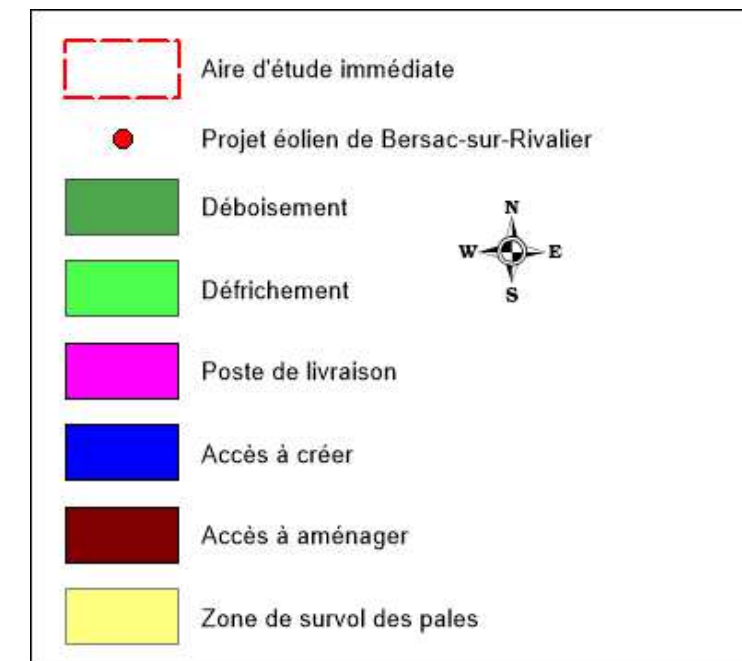 Aire d'étude immédiate
Projet éolien de Bersac-sur-Rivalier
Déboisement
N
W E
S
Défrichement
Poste de livraison
Accès à créer
Accès à aménager
Zone de survol des pales